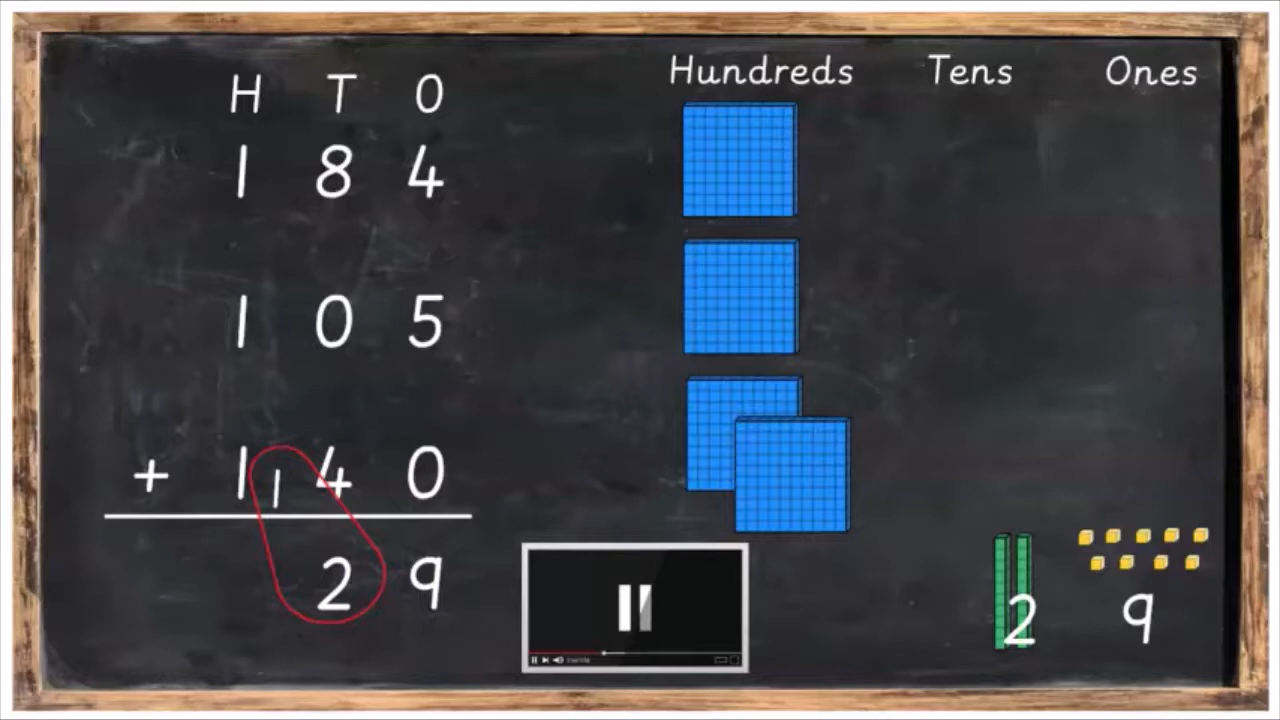 H T O
1 8 4
1 0 5
+ 1 1 4 0
2 9
Hundreds Tens Ones
2 9